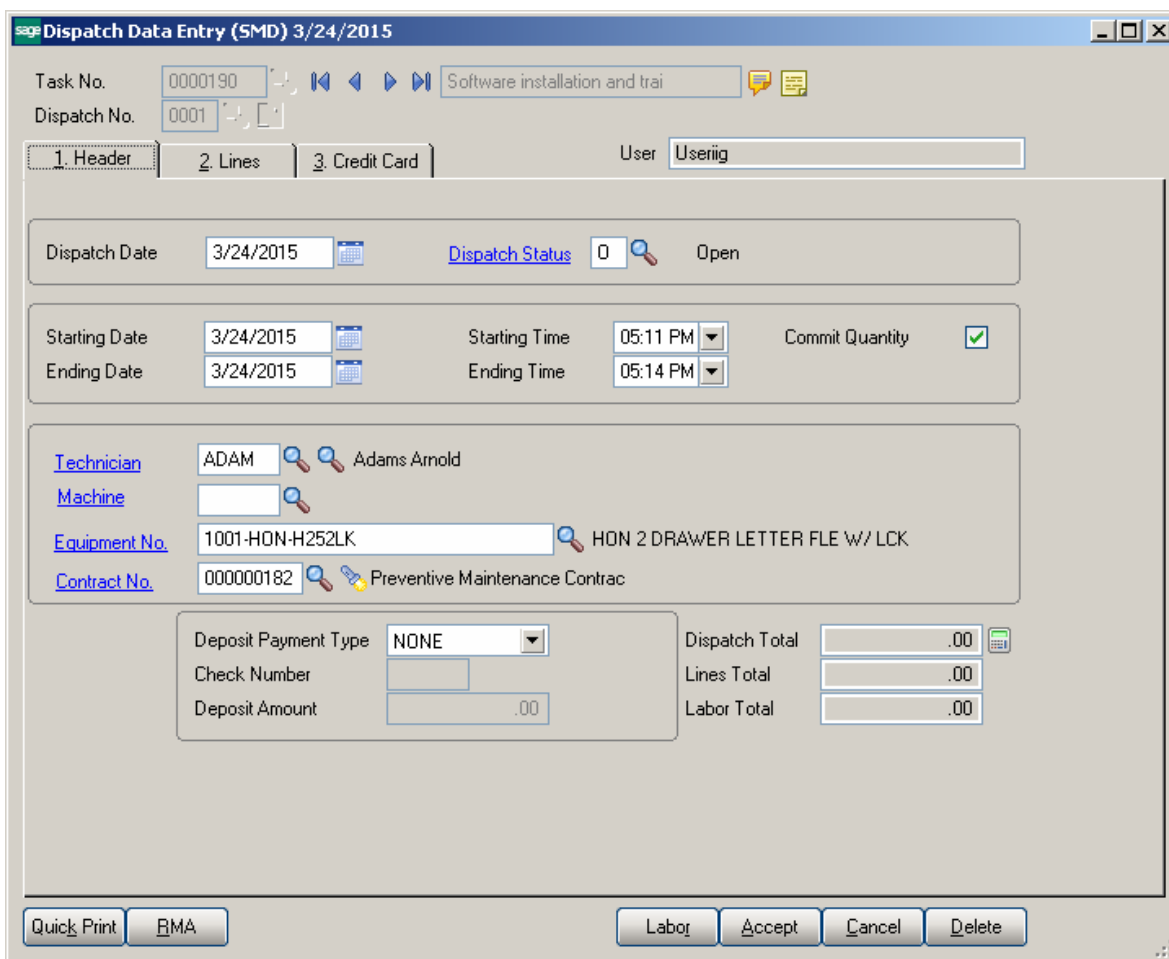 sage Dispatch Data Entry (SMD) 3/24/2015
Task No. 0000190 Software installation and trai
Dispatch No. 0001
1. Header 2. Lines 3. Credit Card User Useriig
Dispatch Date 3/24/2015 Dispatch Status O Open
Starting Date 3/24/2015 Starting Time 05:11 PM Commit Quantity
Ending Date 3/24/2015 Ending Time 05:14 PM
Technician ADAM Adams Arnold
Machine
Equipment No. 1001-HON-H252LK HON 2 DRAWER LETTER FLE W/ LCK
Contract No. 000000182 Preventive Maintenance Contrac
Deposit Payment Type NONE Dispatch Total .00
Check Number Lines Total .00
Deposit Amount .00 Labor Total .00
Quick Print RMA Labor Accept Cancel Delete